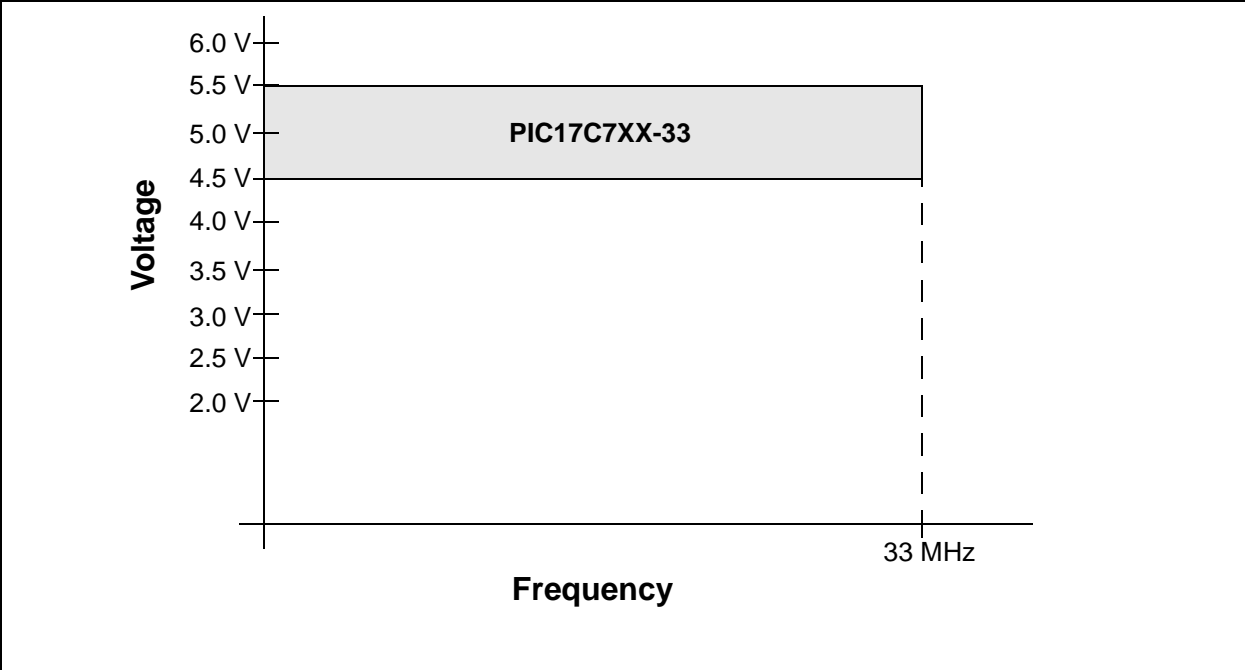 6.0 V
5.5 V
5.0 V
4.5 V
4.0 V
3.5 V
3.0 V
2.5 V
2.0 V
Voltage
PIC17C7XX-33
33 MHz
Frequency